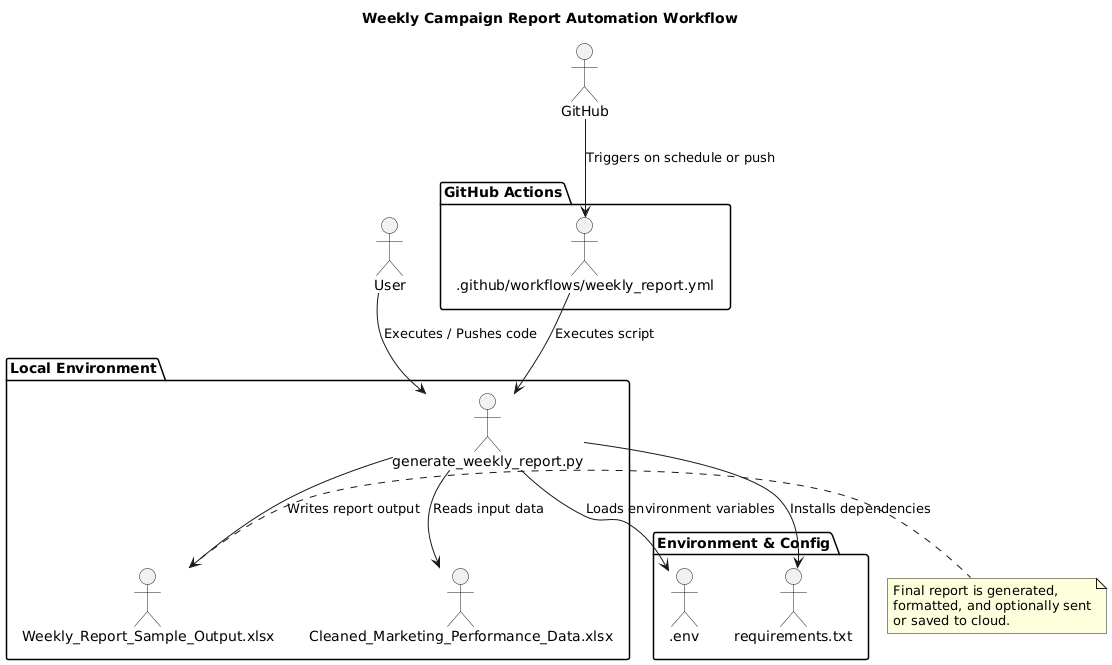 Weekly Campaign Report Automation Workflow
GitHub
Triggers on schedule or push
GitHub Actions
User
.github/workflows/weekly_report.yml
Executes / Pushes code
Executes script
Local Environment
generate_weekly_report.py
Writes report output
Reads input data
Loads environment variables
Installs dependencies
Environment & Config
Weekly_Report_Sample_Output.xlsx
Cleaned_Marketing_Performance_Data.xlsx
.env
requirements.txt
Final report is generated,
formatted, and optionally sent
or saved to cloud.